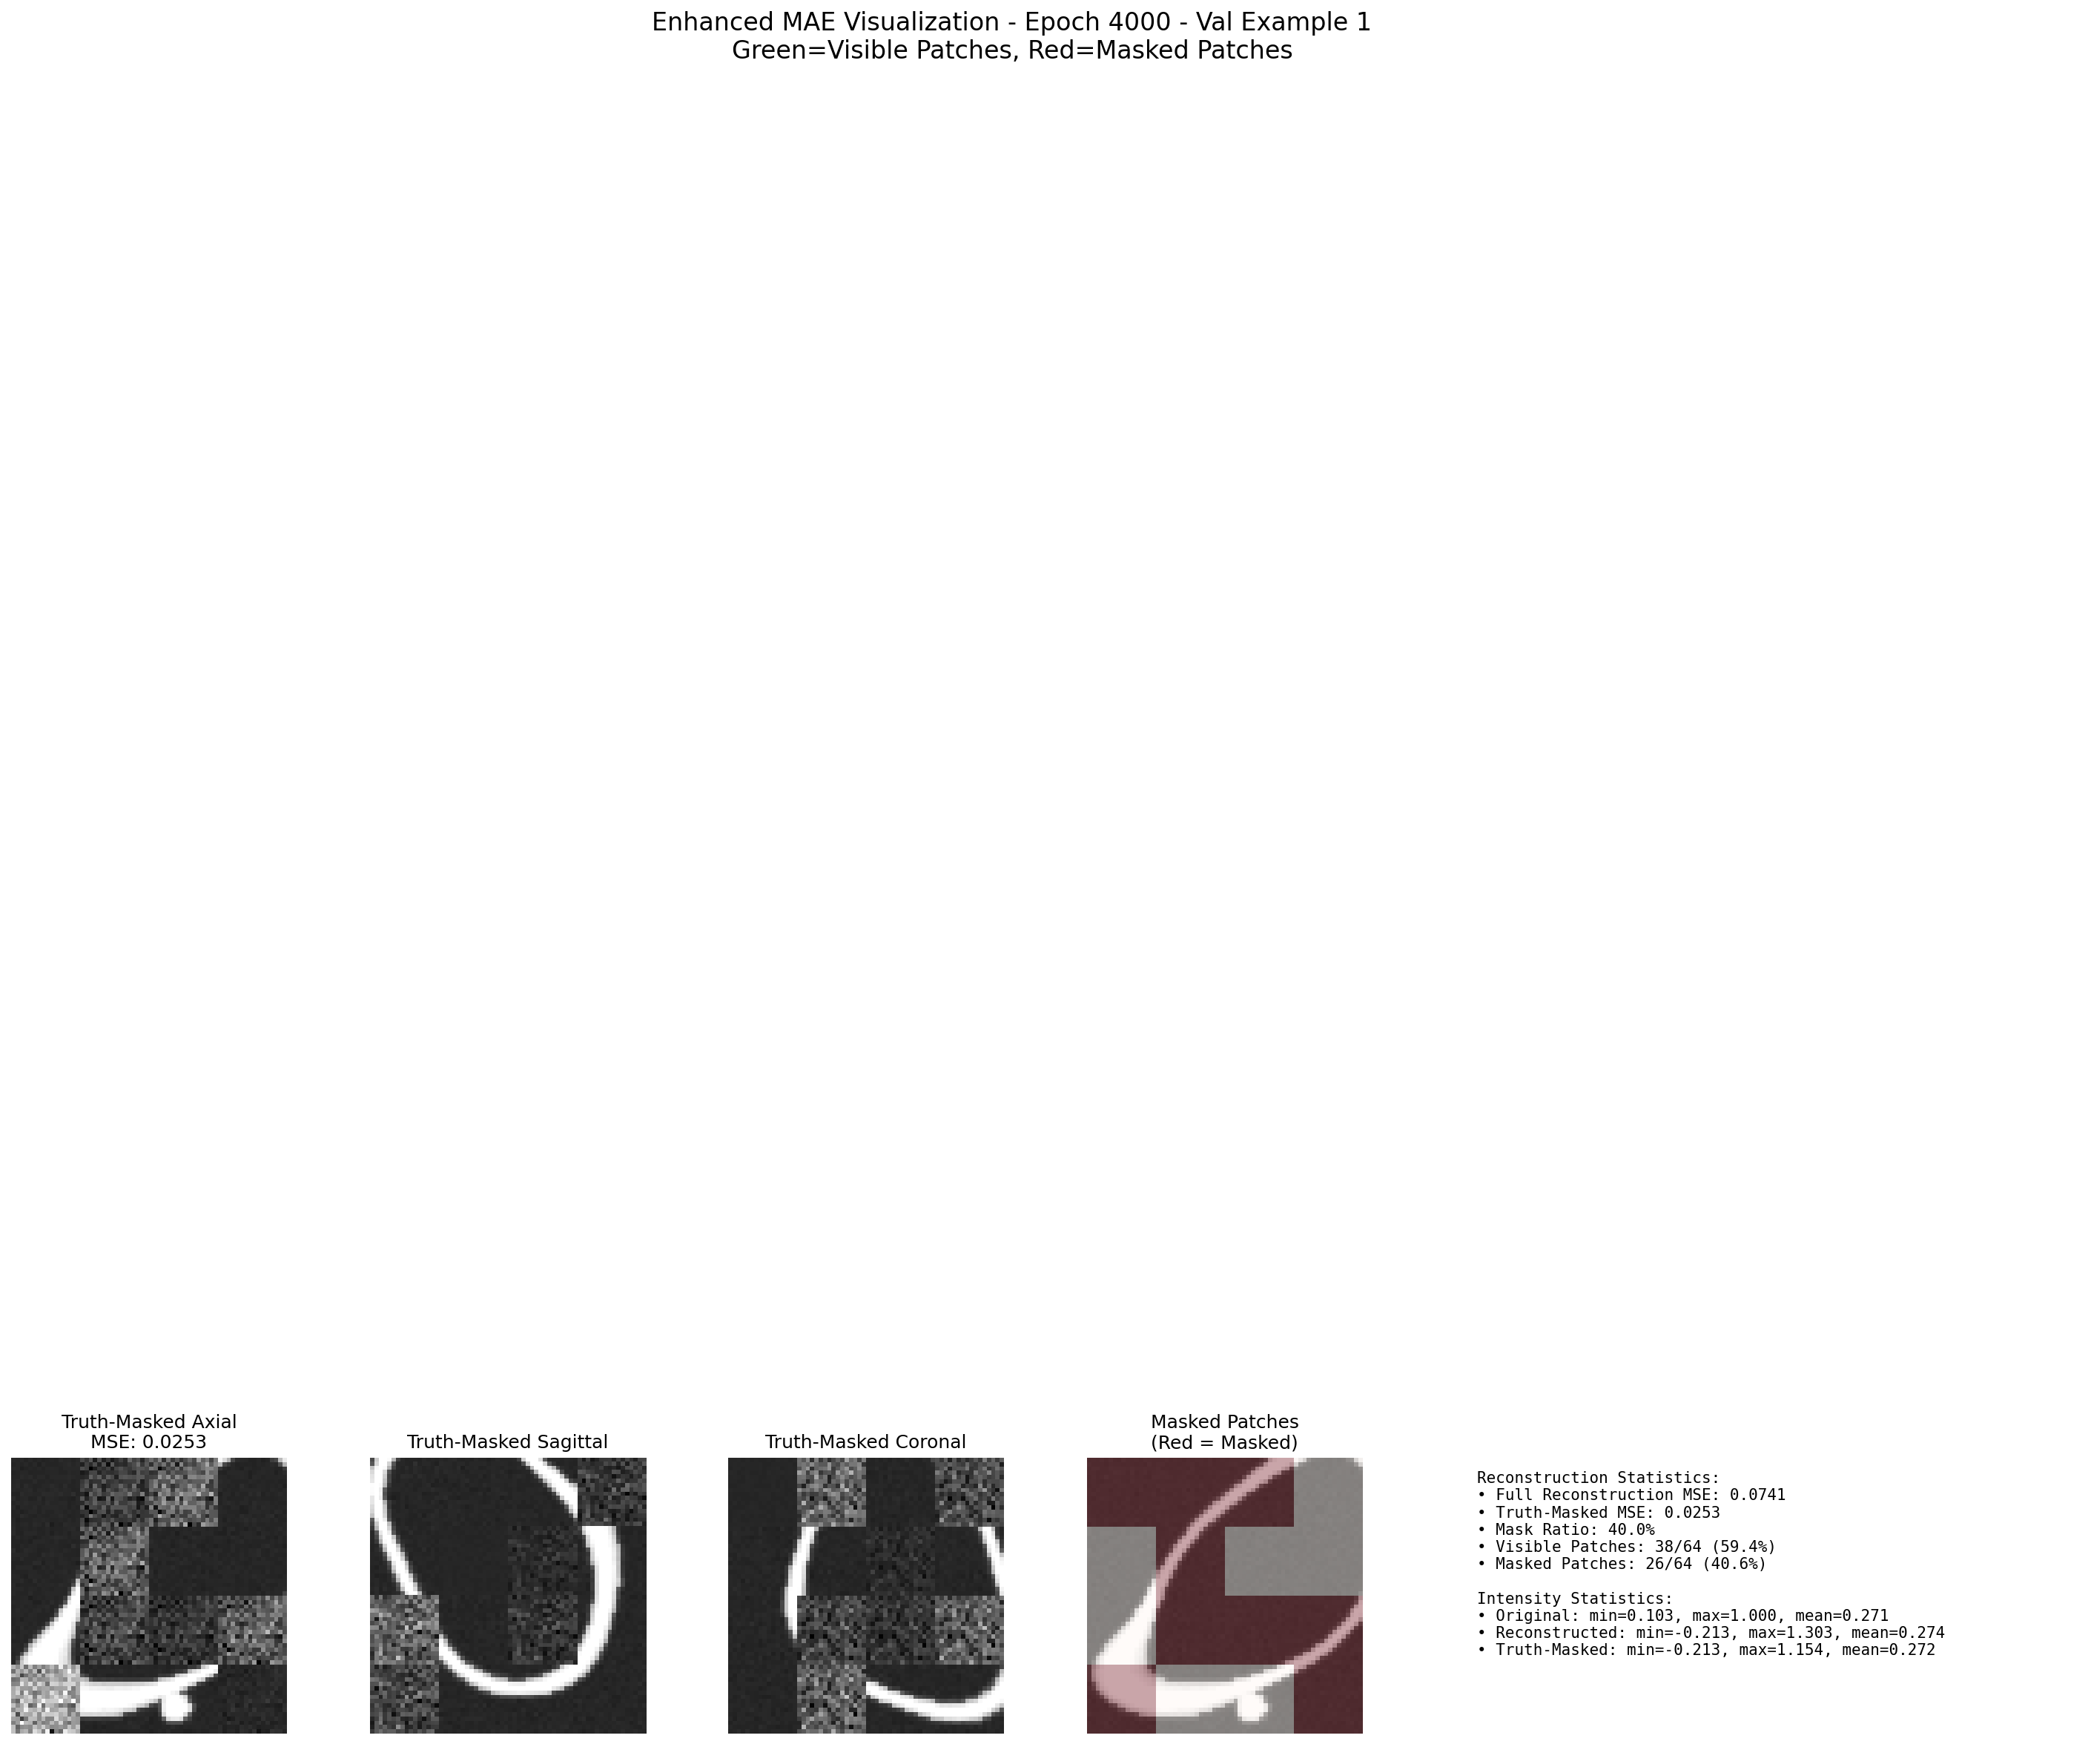 Enhanced MAE Visualization - Epoch 4000 - Val Example 1
Green=Visible Patches, Red=Masked Patches
Truth-Masked Axial
MSE: 0.0253
Truth-Masked Sagittal
Truth-Masked Coronal
Masked Patches
(Red = Masked)
Reconstruction Statistics:
• Full Reconstruction MSE: 0.0741
• Truth-Masked MSE: 0.0253
• Mask Ratio: 40.0%
• Visible Patches: 38/64 (59.4%)
• Masked Patches: 26/64 (40.6%)
Intensity Statistics:
• Original: min=0.103, max=1.000, mean=0.271
• Reconstructed: min=-0.213, max=1.303, mean=0.274
• Truth-Masked: min=-0.213, max=1.154, mean=0.272